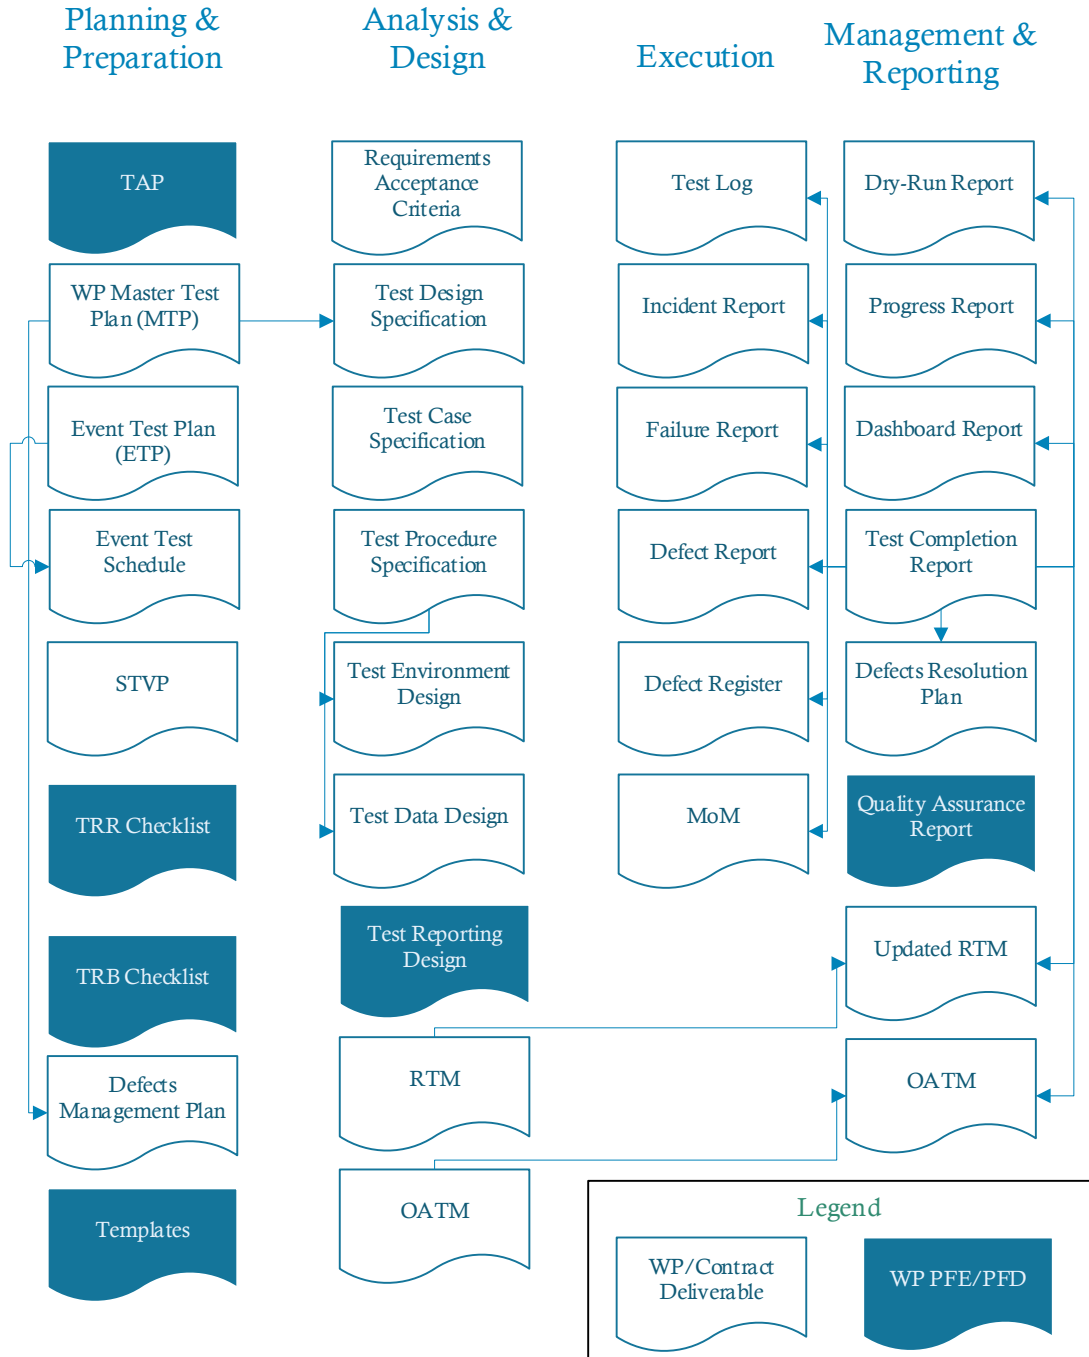 Planning &
Preparation
Analysis &
Design
Execution
Management &
Reporting
TAP
WP Master Test
Plan (MTP)
Event Test Plan
(ETP)
Event Test
Schedule
STVP
TRR Checklist
TRB Checklist
Defects
Management Plan
Templates
Requirements
Acceptance
Criteria
Test Design
Specification
Test Case
Specification
Test Procedure
Specification
Test Environment
Design
Test Data Design
Test Reporting
Design
RTM
OATM
Test Log
Incident Report
Failure Report
Defect Report
Defect Register
MoM
Dry-Run Report
Progress Report
Dashboard Report
Test Completion
Report
Defects Resolution
Plan
Quality Assurance
Report
Updated RTM
OATM
Legend
WP/Contract
Deliverable
WP PFE/PFD